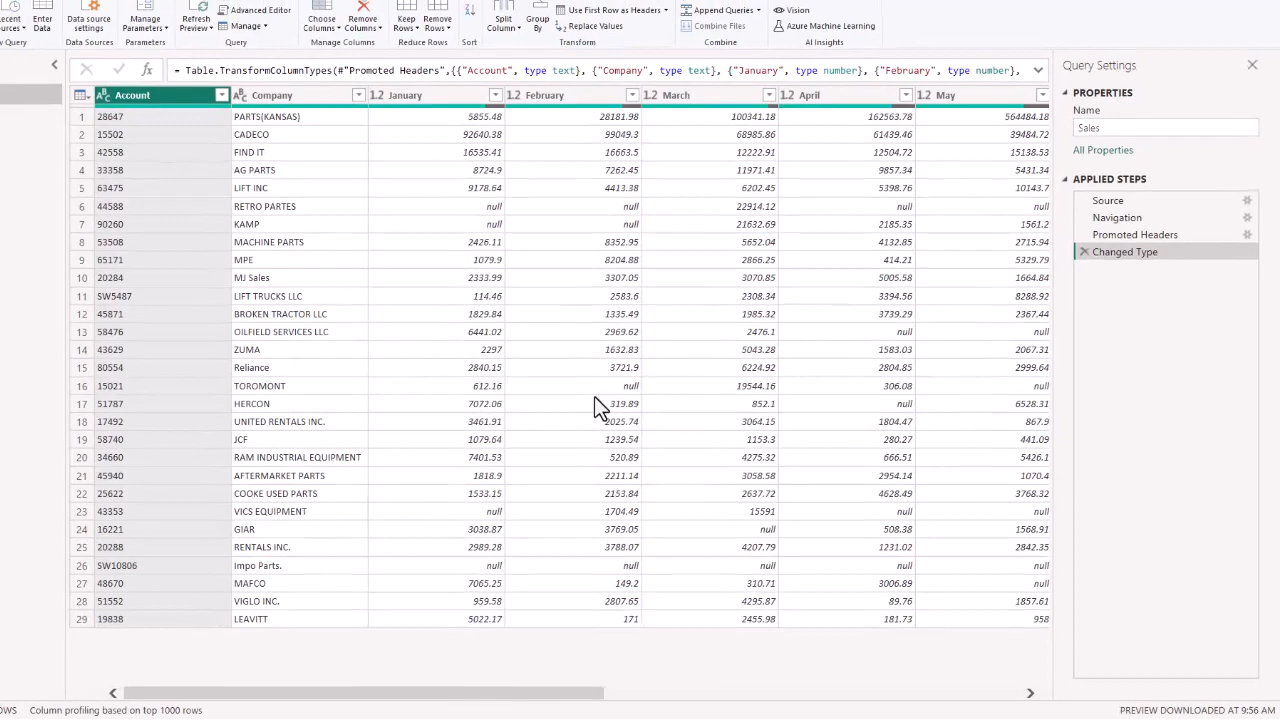 ecent
ources
Enter
Data
Data source
settings
Manage
Parameters
Refresh
Preview
Advanced Editor
Manage
Choose
Columns
Remove
Columns
Keep
Rows
Remove
Rows
Split
Column
Group
By
Use First Row as Headers
Replace Values
Append Queries
Combine Files
Vision
Azure Machine Learning
w Query
Data Sources
Parameters
Query
Manage Columns
Reduce Rows
Sort
Transform
Combine
AI Insights
= Table.TransformColumnTypes(#"Promoted Headers",{{"Account", type text}, {"Company", type text}, {"January", type number}, {"February", type number},
Account Company January February March April May
1 28647 PARTS(KANSAS) 5855.48 28181.98 100341.18 162563.78 564484.18
2 15502 CADECO 92640.38 99049.3 68985.86 61439.46 39484.72
3 42558 FIND IT 16535.41 16663.5 12222.91 12504.72 15138.53
4 33358 AG PARTS 8724.9 7262.45 11971.41 9857.34 5431.34
5 63475 LIFT INC 9178.64 4413.38 6202.45 5398.76 10143.7
6 44588 RETRO PARTES null null 22914.12 null null
7 90260 KAMP null null 21632.69 2185.35 1561.2
8 53508 MACHINE PARTS 2426.11 8352.95 5652.04 4132.85 2715.94
9 65171 MPE 1079.9 8204.88 2866.25 414.21 5329.79
10 20284 MJ Sales 2333.99 3307.05 3070.85 5005.58 1664.84
11 SW5487 LIFT TRUCKS LLC 114.46 2583.6 2308.34 3394.56 8288.92
12 45871 BROKEN TRACTOR LLC 1829.84 1335.49 1985.32 3739.29 2367.44
13 58476 OILFIELD SERVICES LLC 6441.02 2969.62 2476.1 null null
14 43629 ZUMA 2297 1632.83 5043.28 1583.03 2067.31
15 80554 Reliance 2840.15 3721.9 6224.92 2804.85 2999.64
16 15021 TOROMONT 612.16 null 19544.16 306.08 null
17 51787 HERCON 7072.06 319.89 852.1 null 6528.31
18 17492 UNITED RENTALS INC. 3461.91 2025.74 3064.15 1804.47 867.9
19 58740 JCF 1079.64 1239.54 1153.3 280.27 441.09
20 34660 RAM INDUSTRIAL EQUIPMENT 7401.53 520.89 4275.32 666.51 5426.1
21 45940 AFTERMARKET PARTS 1818.9 2211.14 3058.58 2954.14 1070.4
22 25622 COOKE USED PARTS 1533.15 2153.84 2637.72 4628.49 3768.32
23 43353 VICS EQUIPMENT null 1704.49 15591 null null
24 16221 GIAR 3038.87 3769.05 null 508.38 1568.91
25 20288 RENTALS INC. 2989.28 3788.07 4207.79 1231.02 2842.35
26 SW10806 Impo Parts. null null null null null
27 48670 MAFCO 7065.25 149.2 310.71 3006.89 null
28 51552 VIGLO INC. 959.58 2807.65 4295.87 89.76 1857.61
29 19838 LEAVITT 5022.17 171 2455.98 181.73 958
Query Settings
PROPERTIES
Name
Sales
All Properties
APPLIED STEPS
Source
Navigation
Promoted Headers
Changed Type
OWS Column profiling based on top 1000 rows
PREVIEW DOWNLOADED AT 9:56 AM